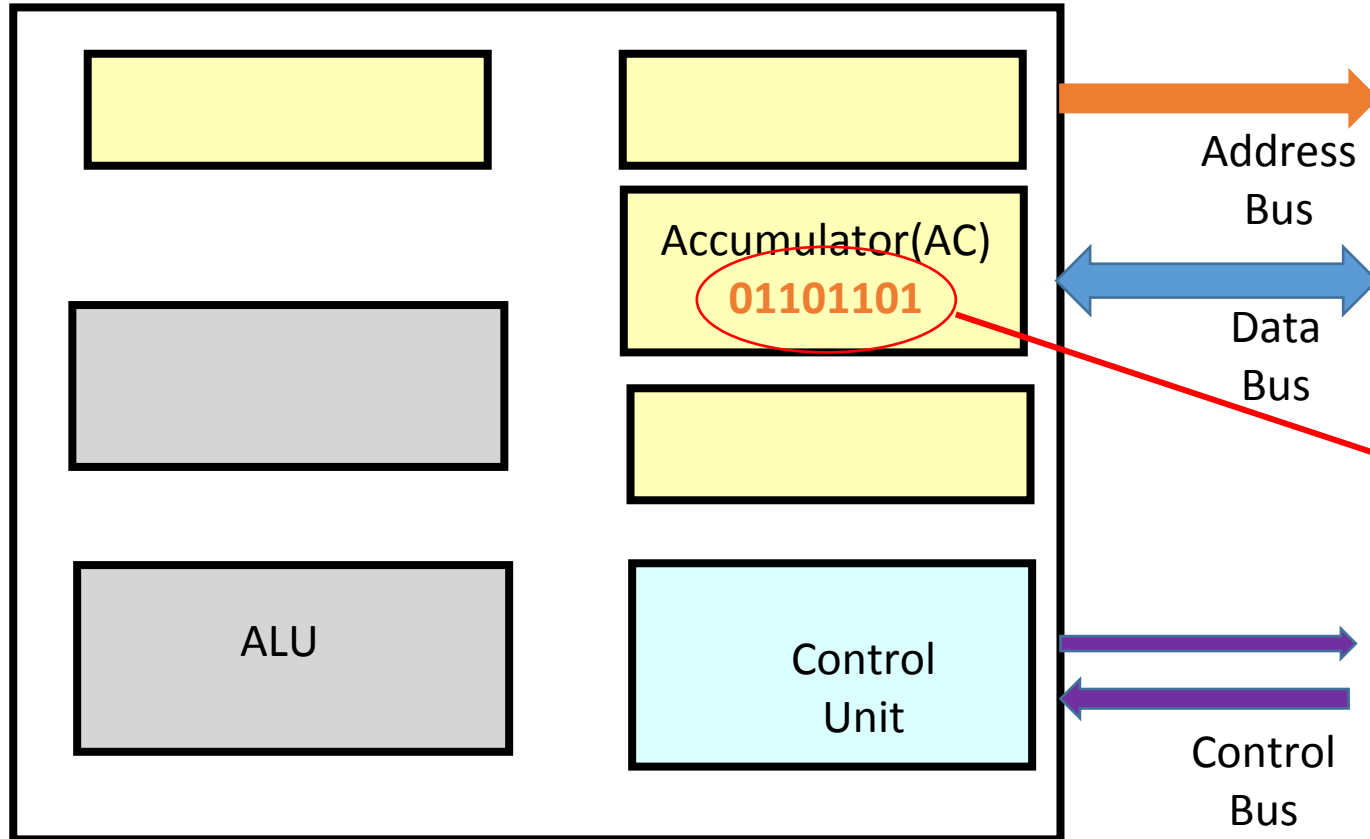 Address
Bus
Accumulator(AC)
01101101
Data
Bus
ALU
Control
Unit
Control
Bus